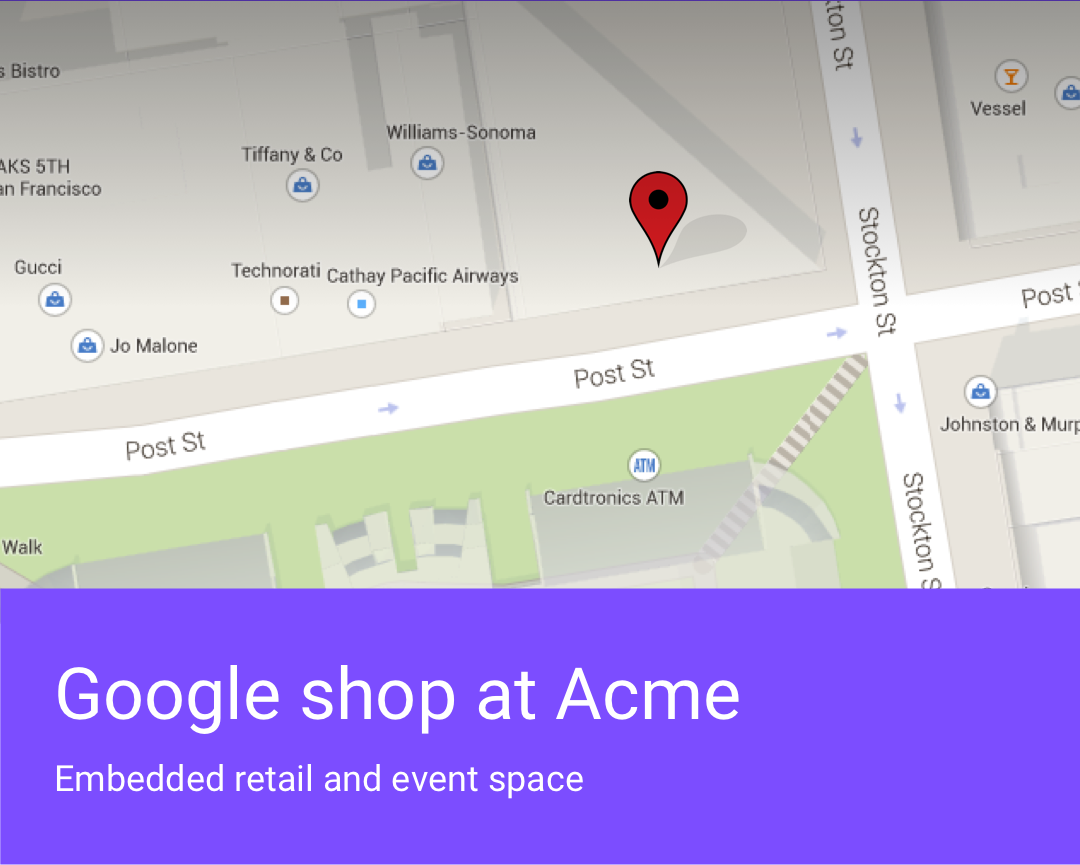 kton St
s Bistro
Vessel
Williams-Sonoma
Tiffany & Co
AKS 5TH
an Francisco
Gucci
Technorati
Cathay Pacific Airways
Stockton St
Post
Jo Malone
Post St
Johnston & Murp
Post St
ATM
Cardtronics ATM
Stockton S
Walk
Google shop at Acme
Embedded retail and event space